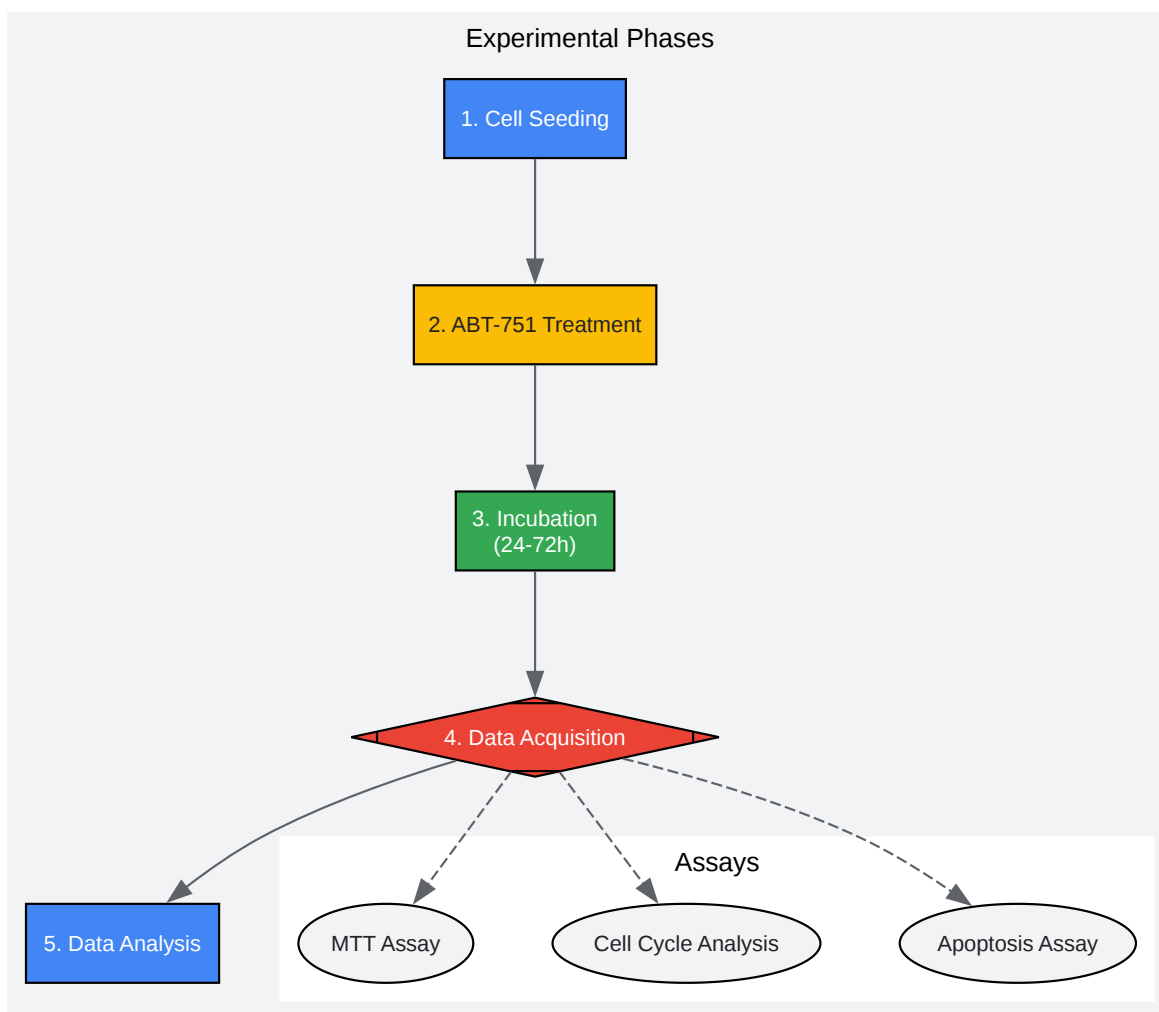 Experimental Phases
1. Cell Seeding
2. ABT-751 Treatment
3. Incubation
(24-72h)
4. Data Acquisition
Assays
5. Data Analysis
MTT Assay
Cell Cycle Analysis
Apoptosis Assay